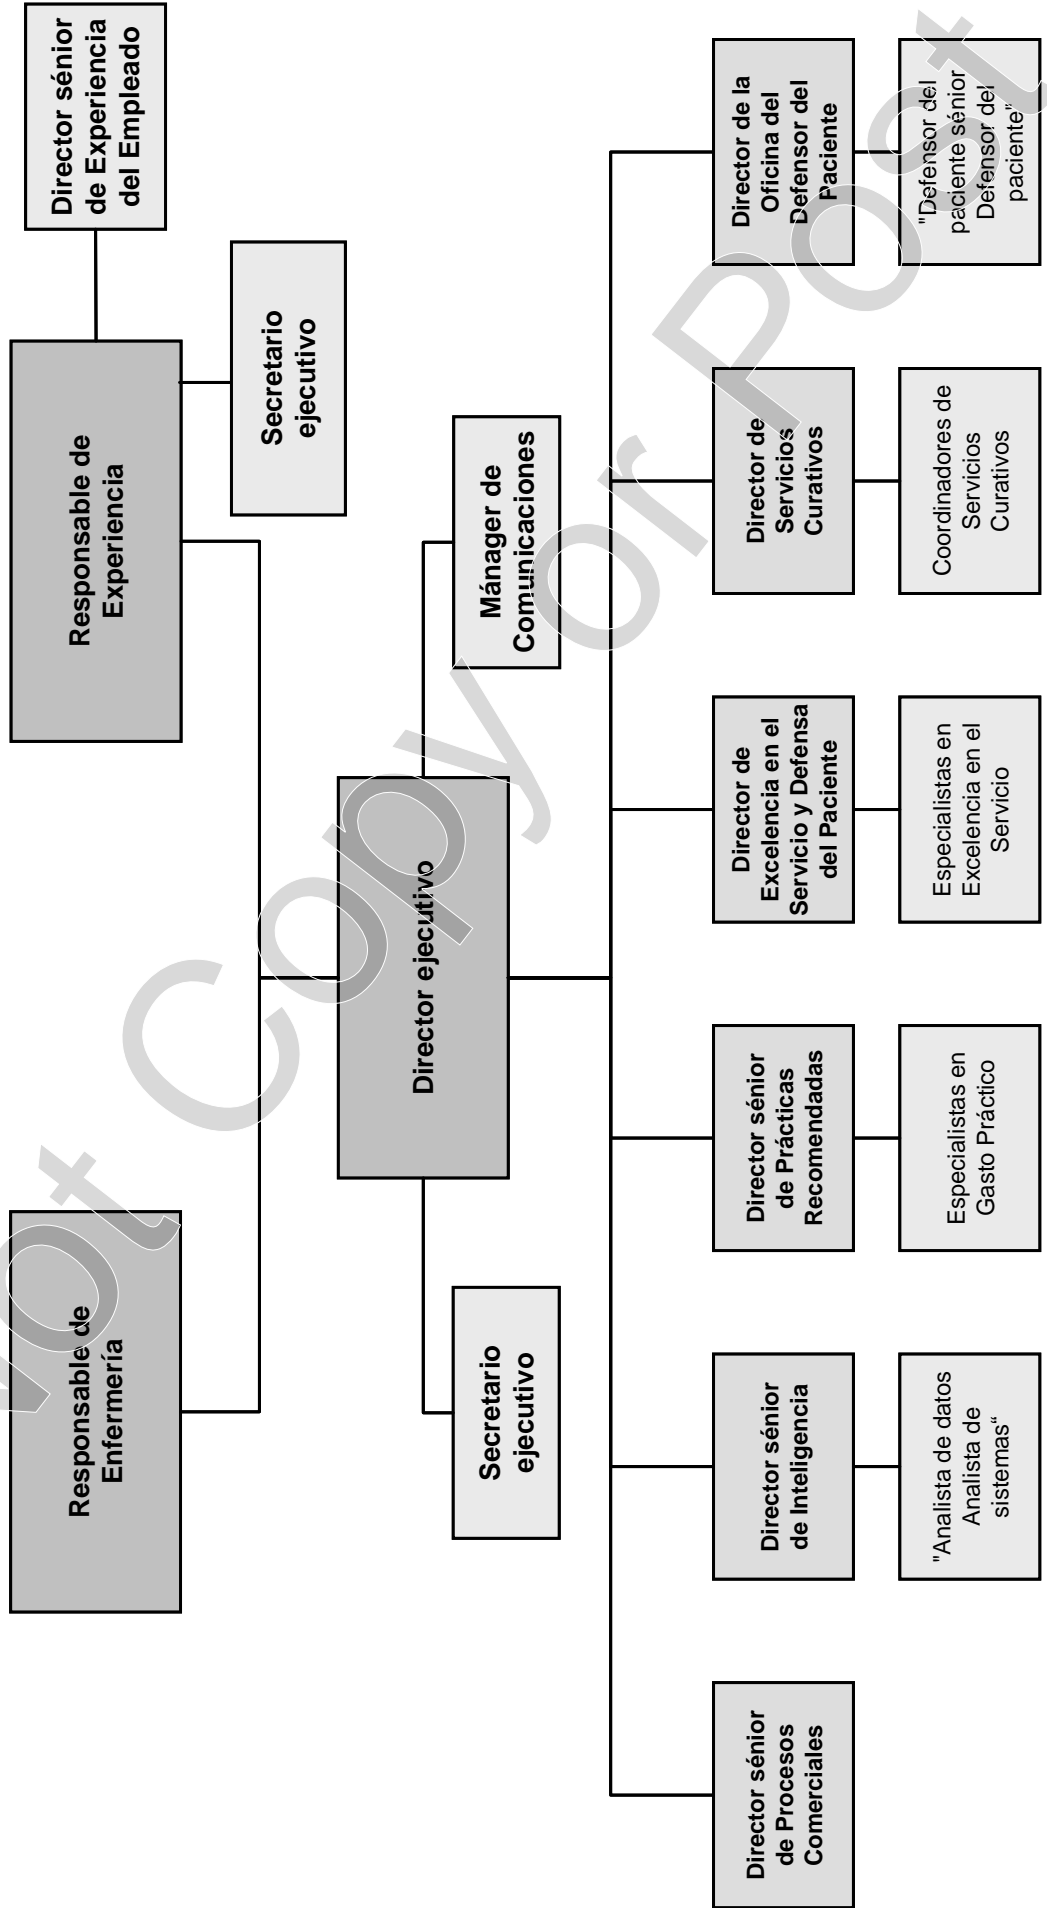 Responsable de
Enfermería
Responsable de
Experiencia
Director sénior
de Experiencia
del Empleado
Secretario
ejecutivo
Director ejecutivo
Secretario
ejecutivo
Mánager de
Comunicaciones
Director sénior
de Procesos
Comerciales
Director sénior
de Inteligencia
Director sénior
de Prácticas
Recomendadas
Director de
Excelencia en el
Servicio y Defensa
del Paciente
Director de
Servicios
Curativos
Director de la
Oficina del
Defensor del
Paciente
"Analista de datos
Analista de
sistemas“
Especialistas en
Gasto Práctico
Especialistas en
Excelencia en el
Servicio
Coordinadores de
Servicios
Curativos
"Defensor del
paciente sénior
Defensor del
paciente"
Copy or Post